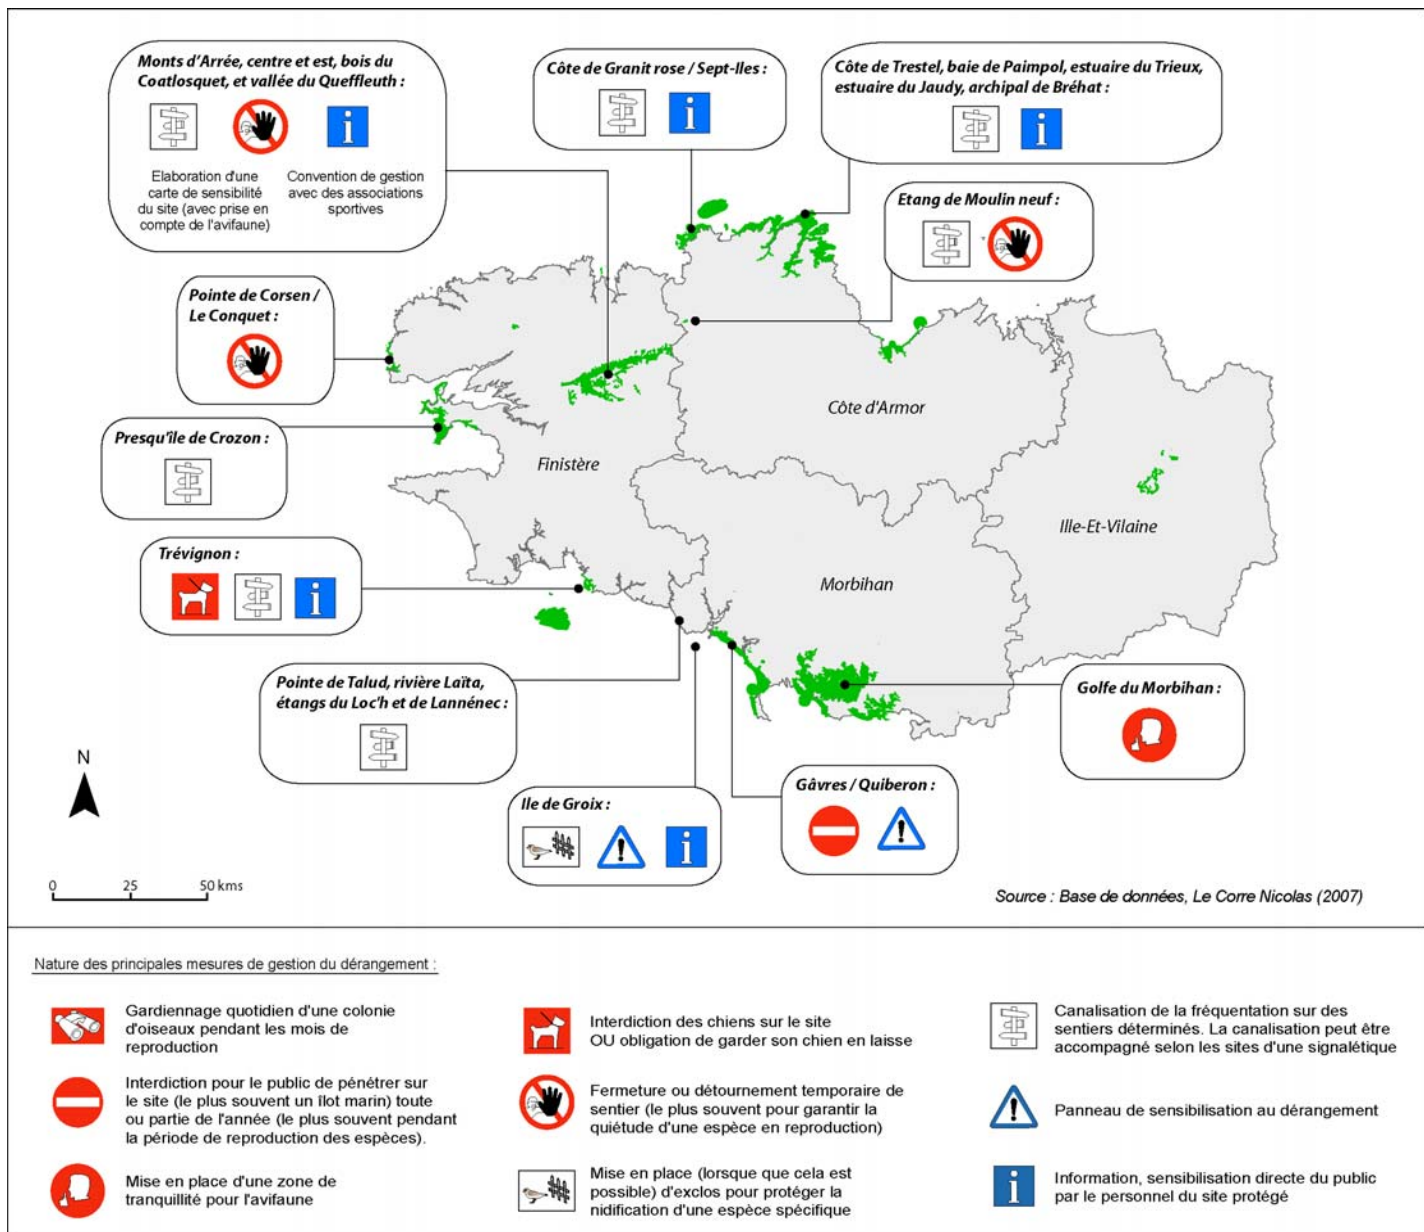 Monts d'Arrée, centre et est, bois du
Coatlosquet, et vallée du Queffleuth :
Elaboration d'une
carte de sensibilité
du site (avec prise en
compte de l'avifaune)
Convention de gestion
avec des associations
sportives
Côte de Granit rose / Sept-Iles :
Côte de Trestel, baie de Paimpol, estuaire du Trieux,
estuaire du Jaudy, archipal de Bréhat :
Etang de Moulin neuf :
Pointe de Corsen /
Le Conquet :
Presqu'île de Crozon :
Côte d'Armor
Finistère
Ille-Et-Vilaine
Trévignon :
Morbihan
Pointe de Talud, rivière Laïta,
étangs du Loc'h et de Lannénec :
Golfe du Morbihan :
N
Ile de Groix :
Gâvres / Quiberon :
0 25 50 kms
Source : Base de données, Le Corre Nicolas (2007)
Nature des principales mesures de gestion du dérangement :
Gardiennage quotidien d'une colonie
d'oiseaux pendant les mois de
reproduction
Interdiction pour le public de pénétrer sur
le site (le plus souvent un îlot marin) toute
ou partie de l'année (le plus souvent pendant
la période de reproduction des espèces).
Mise en place d'une zone de
tranquillité pour l'avifaune
Interdiction des chiens sur le site
OU obligation de garder son chien en laisse
Fermeture ou détournement temporaire de
sentier (le plus souvent pour garantir la
quiétude d'une espèce en reproduction)
Mise en place (lorsque que cela est
possible) d'exclos pour protéger la
nidification d'une espèce spécifique
Canalisation de la fréquentation sur des
sentiers déterminés. La canalisation peut être
accompagné selon les sites d'une signalétique
Panneau de sensibilisation au dérangement
Information, sensibilisation directe du public
par le personnel du site protégé